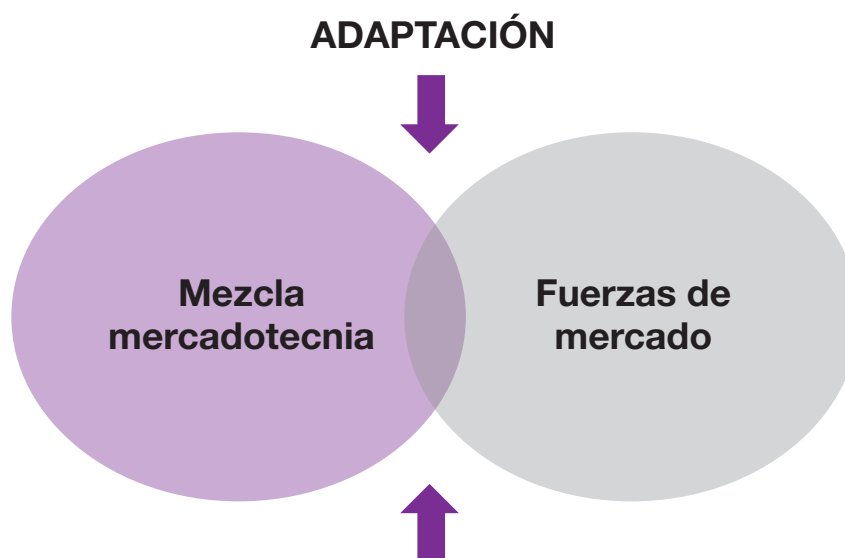 ADAPTACIÓN
Mezcla
mercadotecnia
Fuerzas de
mercado